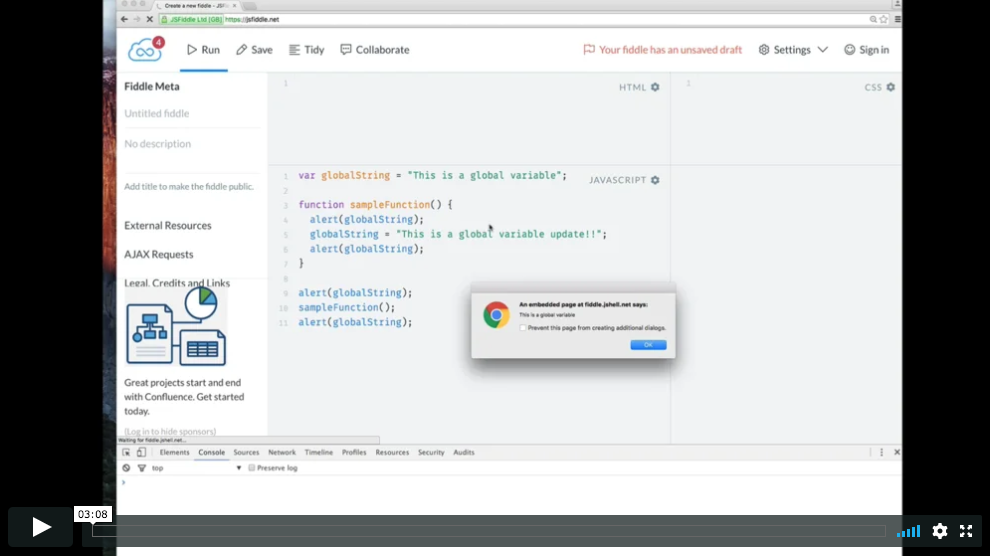 Create a new fiddle - JSFi
JSFiddle Ltd [GB] https://jsfiddle.net
4
Run
Save
Tidy
Collaborate
Your fiddle has an unsaved draft
Settings
Sign in
Fiddle Meta
Untitled fiddle
No description
Add title to make the fiddle public.
External Resources
AJAX Requests
Legal, Credits and Links
Great projects start and end
with Confluence. Get started
today.
(Log in to hide sponsors)
1
HTML
1
CSS
JAVASCRIPT
1 var globalString = "This is a global variable";
2
3 function sampleFunction() {
4 alert(globalString);
5 globalString = "This is a global variable update!!";
6 alert(globalString);
7 }
8
9 alert(globalString);
10 sampleFunction();
11 alert(globalString);
An embedded page at fiddle.jshell.net says:
This is a global variable
Prevent this page from creating additional dialogs.
OK
Waiting for fiddle.jshell.net...
Elements Console Sources Network Timeline Profiles Resources Security Audits
top
Preserve log
03:08